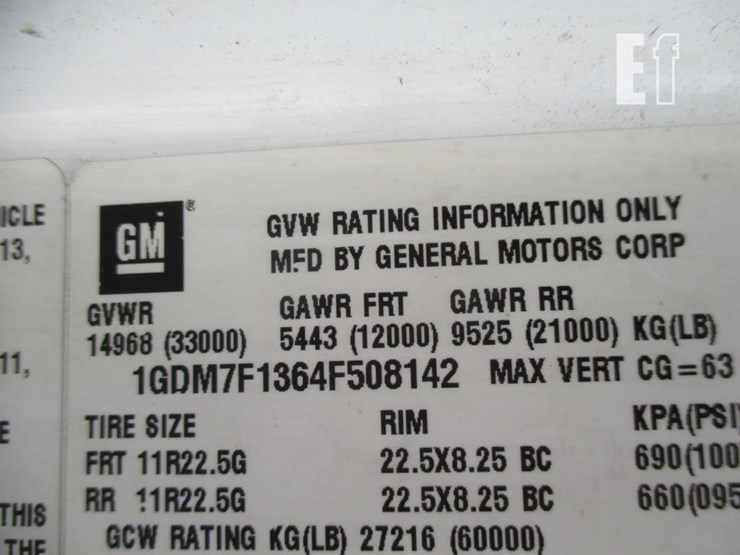 Ef
ICLE
13,
11,
E
THIS
THE
GM®
GVW RATING INFORMATION ONLY
MFD BY GENERAL MOTORS CORP
GVWR GAWR FRT GAWR RR
14968 (33000) 5443 (12000) 9525 (21000) KG(LB)
1GDM7F1364F508142 MAX VERT CG=63
TIRE SIZE RIM KPA(PSI)
FRT 11R22.5G 22.5X8.25 BC 690(100
RR 11R22.5G 22.5X8.25 BC 660(095
GCW RATING KG(LB) 27216 (60000)